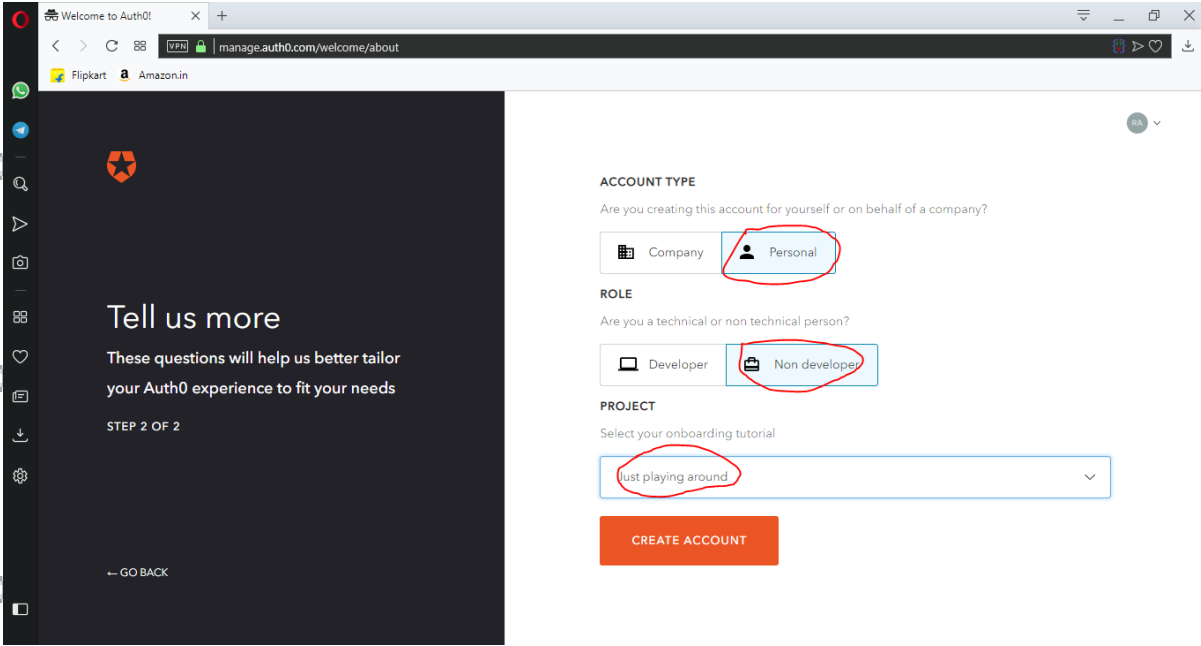 Welcome to Auth0!
VPN
manage.auth0.com/welcome/about
Flipkart
a Amazon.in
RA
Tell us more
These questions will help us better tailor
your Auth0 experience to fit your needs
STEP 2 OF 2
← GO BACK
ACCOUNT TYPE
Are you creating this account for yourself or on behalf of a company?
Company Personal
ROLE
Are you a technical or non technical person?
Developer Non developer
PROJECT
Select your onboarding tutorial
Just playing around
CREATE ACCOUNT